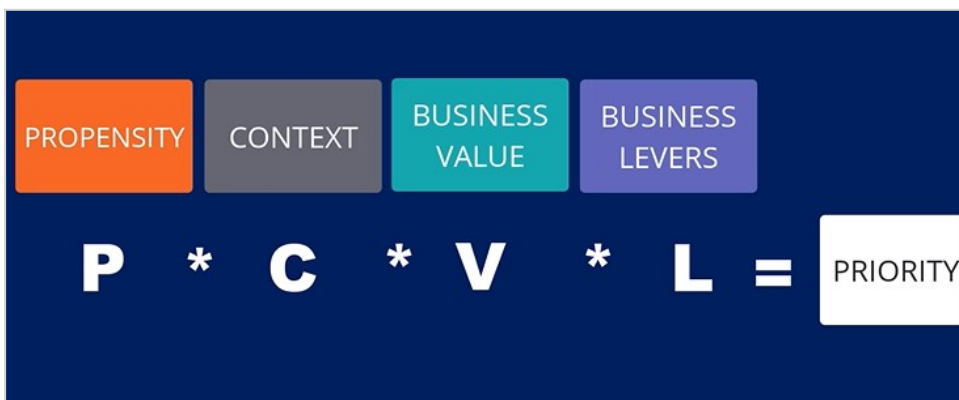 PROPENSITY
CONTEXT
BUSINESS
VALUE
BUSINESS
LEVERS
P * C * V * L = PRIORITY